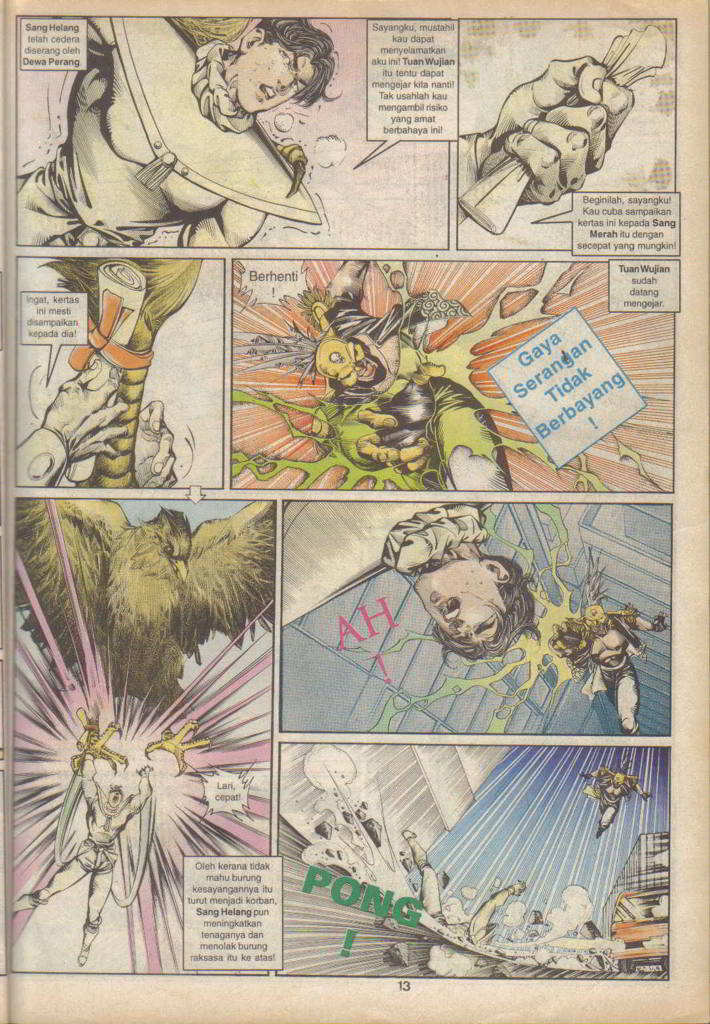 Sang Helang
telah cedera
diserang oleh
Dewa Perang.
Sayangku, mustahil
kau dapat
menyelamatkan
aku ini! Tuan Wujian
itu tentu dapat
mengejar kita nanti!
Tak usahlah kau
mengambil risiko
yang amat
berbahaya ini!
Beginilah, sayangku!
Kau cuba sampaikan
kertas ini kepada Sang
Merah itu dengan
secepat yang mungkin!
Ingat, kertas
ini mesti
disampaikan
kepada dia!
Berhenti
!
Tuan Wujian
sudah
datang
mengejar.
Gaya
Serangan
Tidak
Berbayang
!
Lari,
cepat!
Oleh kerana tidak
mahu burung
kesayangannya itu
turut menjadi korban,
Sang Helang pun
meningkatkan
tenaganya dan
menolak burung
raksasa itu ke atas!
AH
!
PONG
!
13